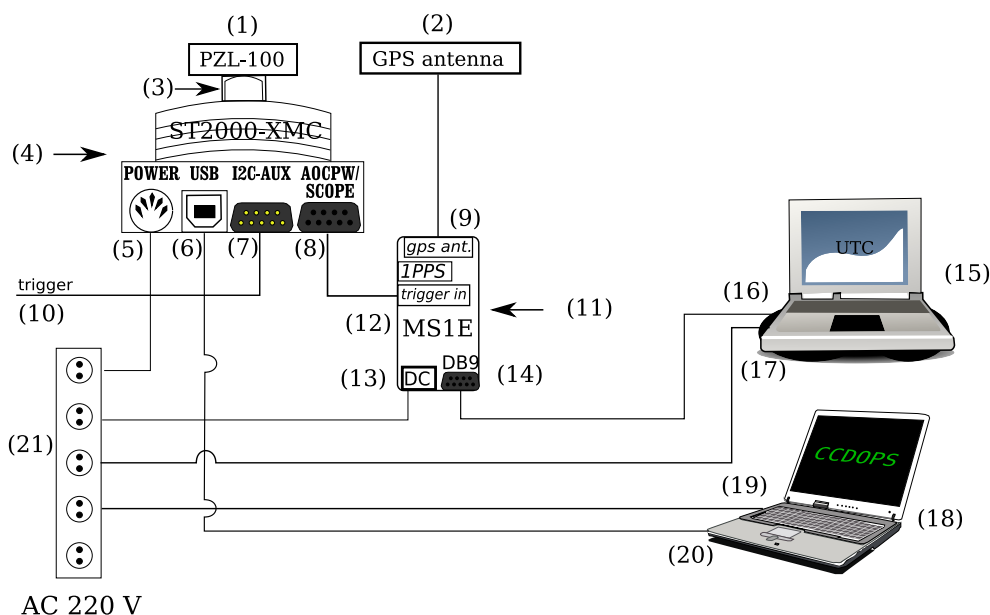 (1)
(2)
PZL-100
GPS antenna
(3)
ST2000-XMC
(4)
POWER USB I2C-AUX AOCPW/
SCOPE
(5)
(6)
(7)
(8)
(9)
gps ant.
1PPS
trigger in
trigger
(10)
(11)
(12)
MS1E
(13)
DC
DB9
(14)
UTC
(15)
(16)
(17)
CCDOPS
(18)
(19)
(20)
(21)
AC 220 V